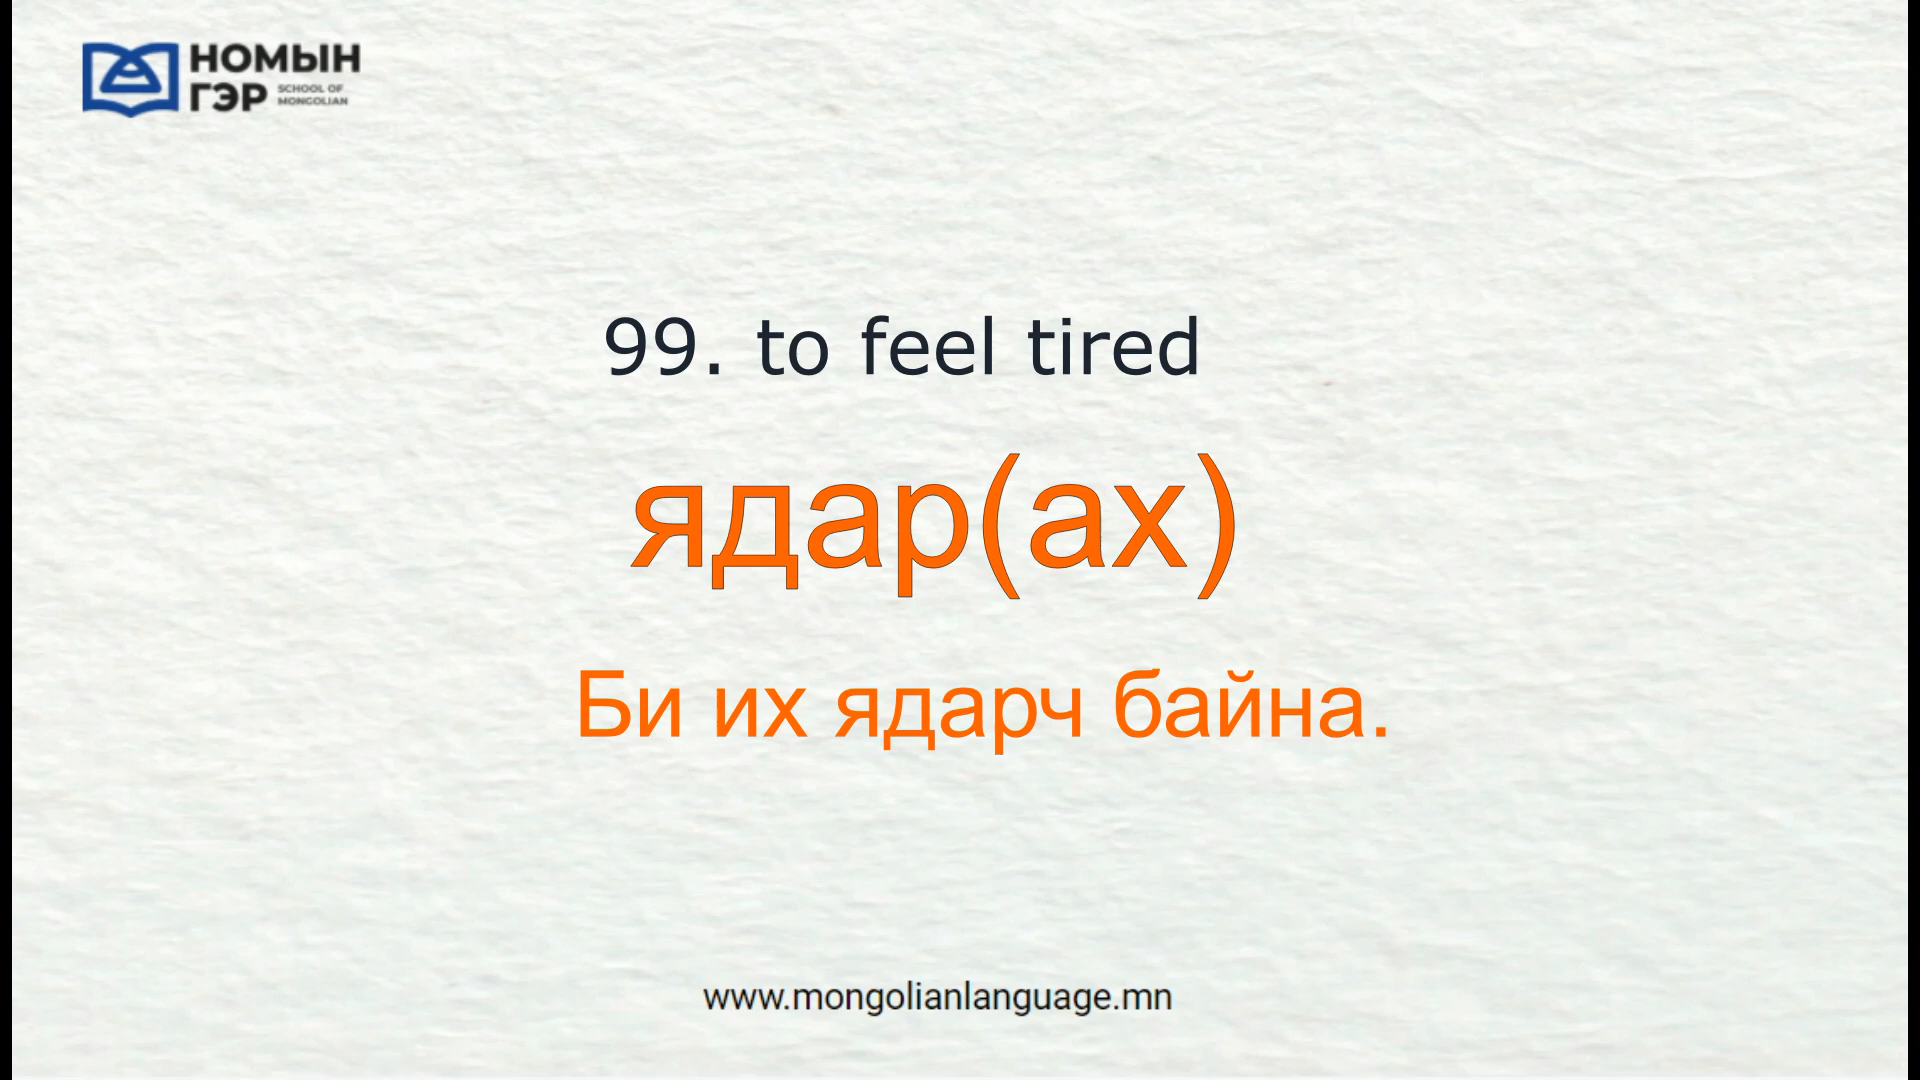 НОМЫН
ГЭР SCHOOL OF
MONGOLIAN
99. to feel tired
ядар(ах)
Би их ядарч байна.
www.mongolianlanguage.mn